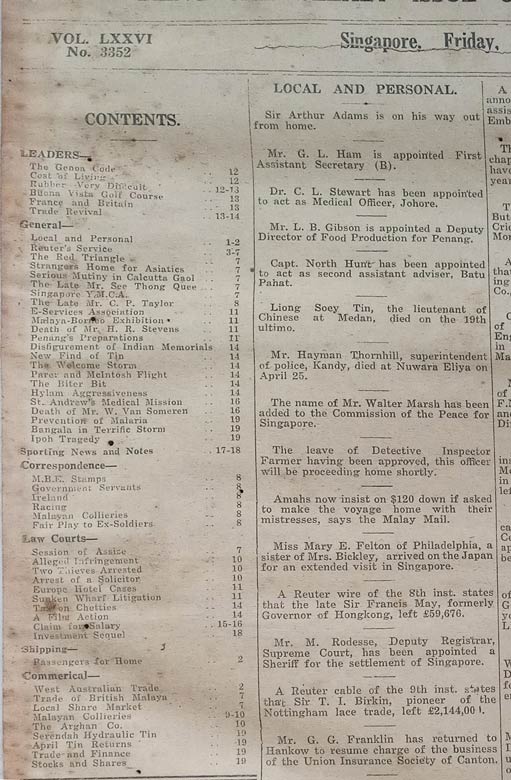 VOL. LXXVI
No. 3352
Singapore, Friday,
CONTENTS.
LEADERS—
The Genoa Code .. 12
Cost of Living .. 12
Rubber Very Difficult .. 12-13
Buona Vista Golf Course .. 13
France and Britain .. 13
Trade Revival .. 13-14
General—
Local and Personal .. 1-2
Reuter's Service .. 3-7
The Red Triangle .. 7
Strangers Home for Asiatics .. 7
Serious Mutiny in Calcutta Gaol .. 7
The Late Mr. See Thong Quee .. 7
Singapore Y.M.C.A. .. 7
The Late Mr. C. P. Taylor .. 8
E-Services Association .. 11
Malaya-Borneo Exhibition .. 11
Death of Mr. H. R. Stevens .. 11
Penang's Preparations .. 11
Disfigurement of Indian Memorials 14
New Find of Tin .. 14
The Welcome Storm .. 14
Parer and McIntosh Flight .. 14
The Biter Bit .. 14
Hylam Aggressiveness .. 14
St. Andrew's Medical Mission .. 16
Death of Mr. W. Van Someren .. 16
Prevention of Malaria .. 19
Bangala in Terrific Storm .. 19
Ipoh Tragedy .. 19
Sporting News and Notes .. 17-18
Correspondence—
M.B.E. Stamps .. 8
Government Servants .. 8
Ireland .. 8
Racing .. 8
Malayan Collieries .. 8
Fair Play to Ex-Soldiers .. 8
Law Courts—
Session of Assize .. 7
Alleged Infringement .. 10
Two Thieves Arrested .. 10
Arrest of a Solicitor .. 10
Europe Hotel Cases .. 11
Sunken Wharf Litigation .. 11
Tax on Chetties .. 14
A Film Action .. 14
Claim for Salary .. 15-16
Investment Sequel .. 18
Shipping—
Passengers for Home .. 2
Commerical—
West Australian Trade .. 2
Trade of British Malaya .. 7
Local Share Market .. 7
Malayan Collieries .. 9-10
The Arghan Co. .. 10
Serendah Hydraulic Tin .. 19
April Tin Returns .. 19
Trade and Finance .. 19
Stocks and Shares .. 19
LOCAL AND PERSONAL.
Sir Arthur Adams is on his way out
from home.
Mr. G. L. Ham is appointed First
Assistant Secretary (B).
Dr. C. L. Stewart has been appointed
to act as Medical Officer, Johore.
Mr. L. B. Gibson is appointed a Deputy
Director of Food Production for Penang.
Capt. North Hunt has been appointed
to act as second assistant adviser, Batu
Pahat.
Liong Soey Tin, the lieutenant of
Chinese at Medan, died on the 19th
ultimo.
Mr. Hayman Thornhill, superintendent
of police, Kandy, died at Nuwara Eliya on
April 25.
The name of Mr. Walter Marsh has been
added to the Commission of the Peace for
Singapore.
The leave of Detective Inspector
Farmer having been approved, this officer
will be proceeding home shortly.
Amahs now insist on $120 down if asked
to make the voyage home with their
mistresses, says the Malay Mail.
Miss Mary E. Felton of Philadelphia, a
sister of Mrs. Bickley, arrived on the Japan
for an extended visit in Singapore.
A Reuter wire of the 8th inst. states
that the late Sir Francis May, formerly
Governor of Hongkong, left £59,676.
Mr. M. Rodesse, Deputy Registrar,
Supreme Court, has been appointed a
Sheriff for the settlement of Singapore.
A Reuter cable of the 9th inst. states
that Sir T. I. Birkin, pioneer of the
Nottingham lace trade, left
Mr. G. G. Franklin has returned to
Hankow to resume charge of the business
of the Union Insurance Society of Canton.